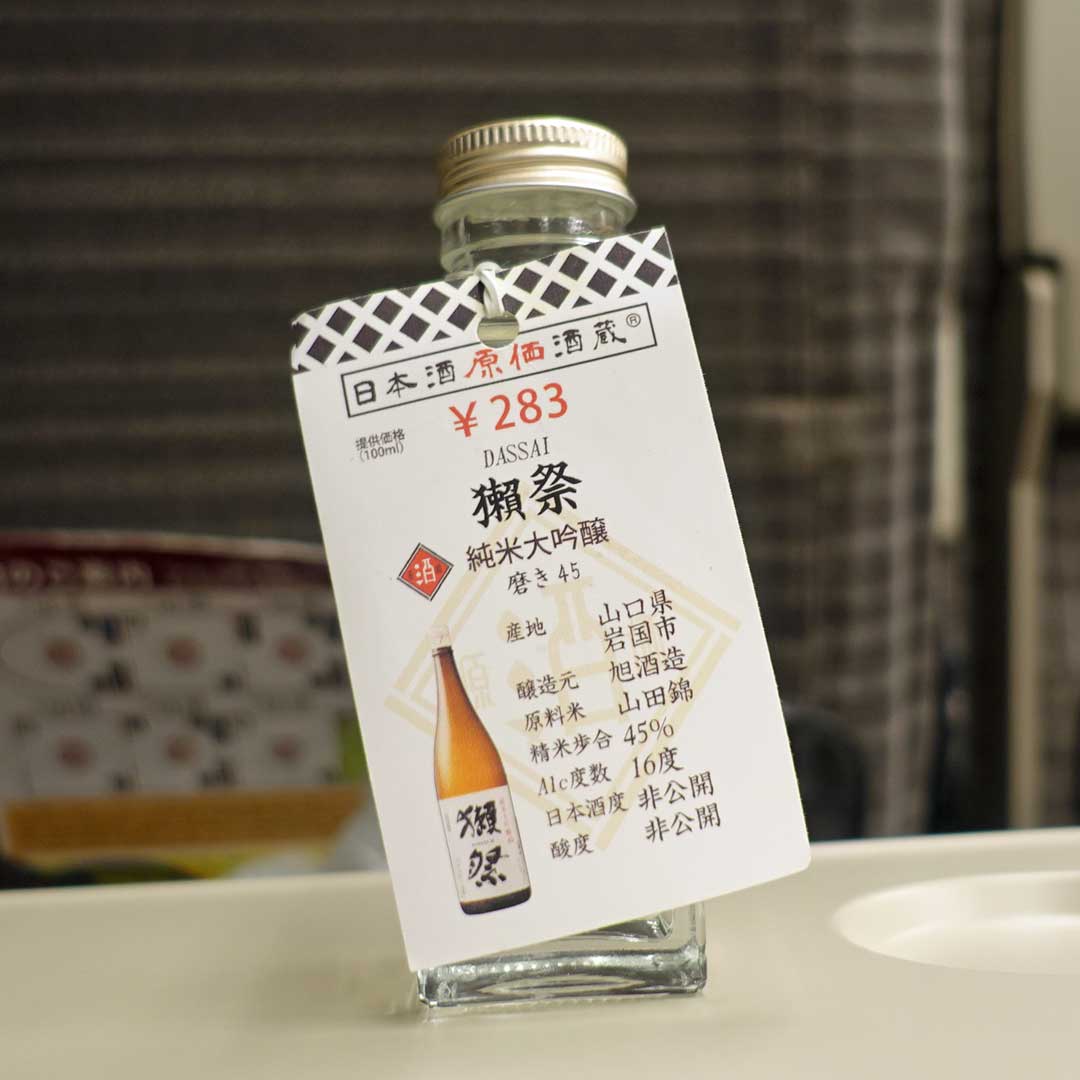 日本酒原価酒蔵®
¥283
提供価格
(100ml)
DASSAI
獺祭
純米大吟醸
酒
磨き45
産地 山口県
岩国市
醸造元 旭酒造
原料米 山田錦
精米歩合 45%
Alc度数 16度
日本酒度 非公開
酸度 非公開
獺祭